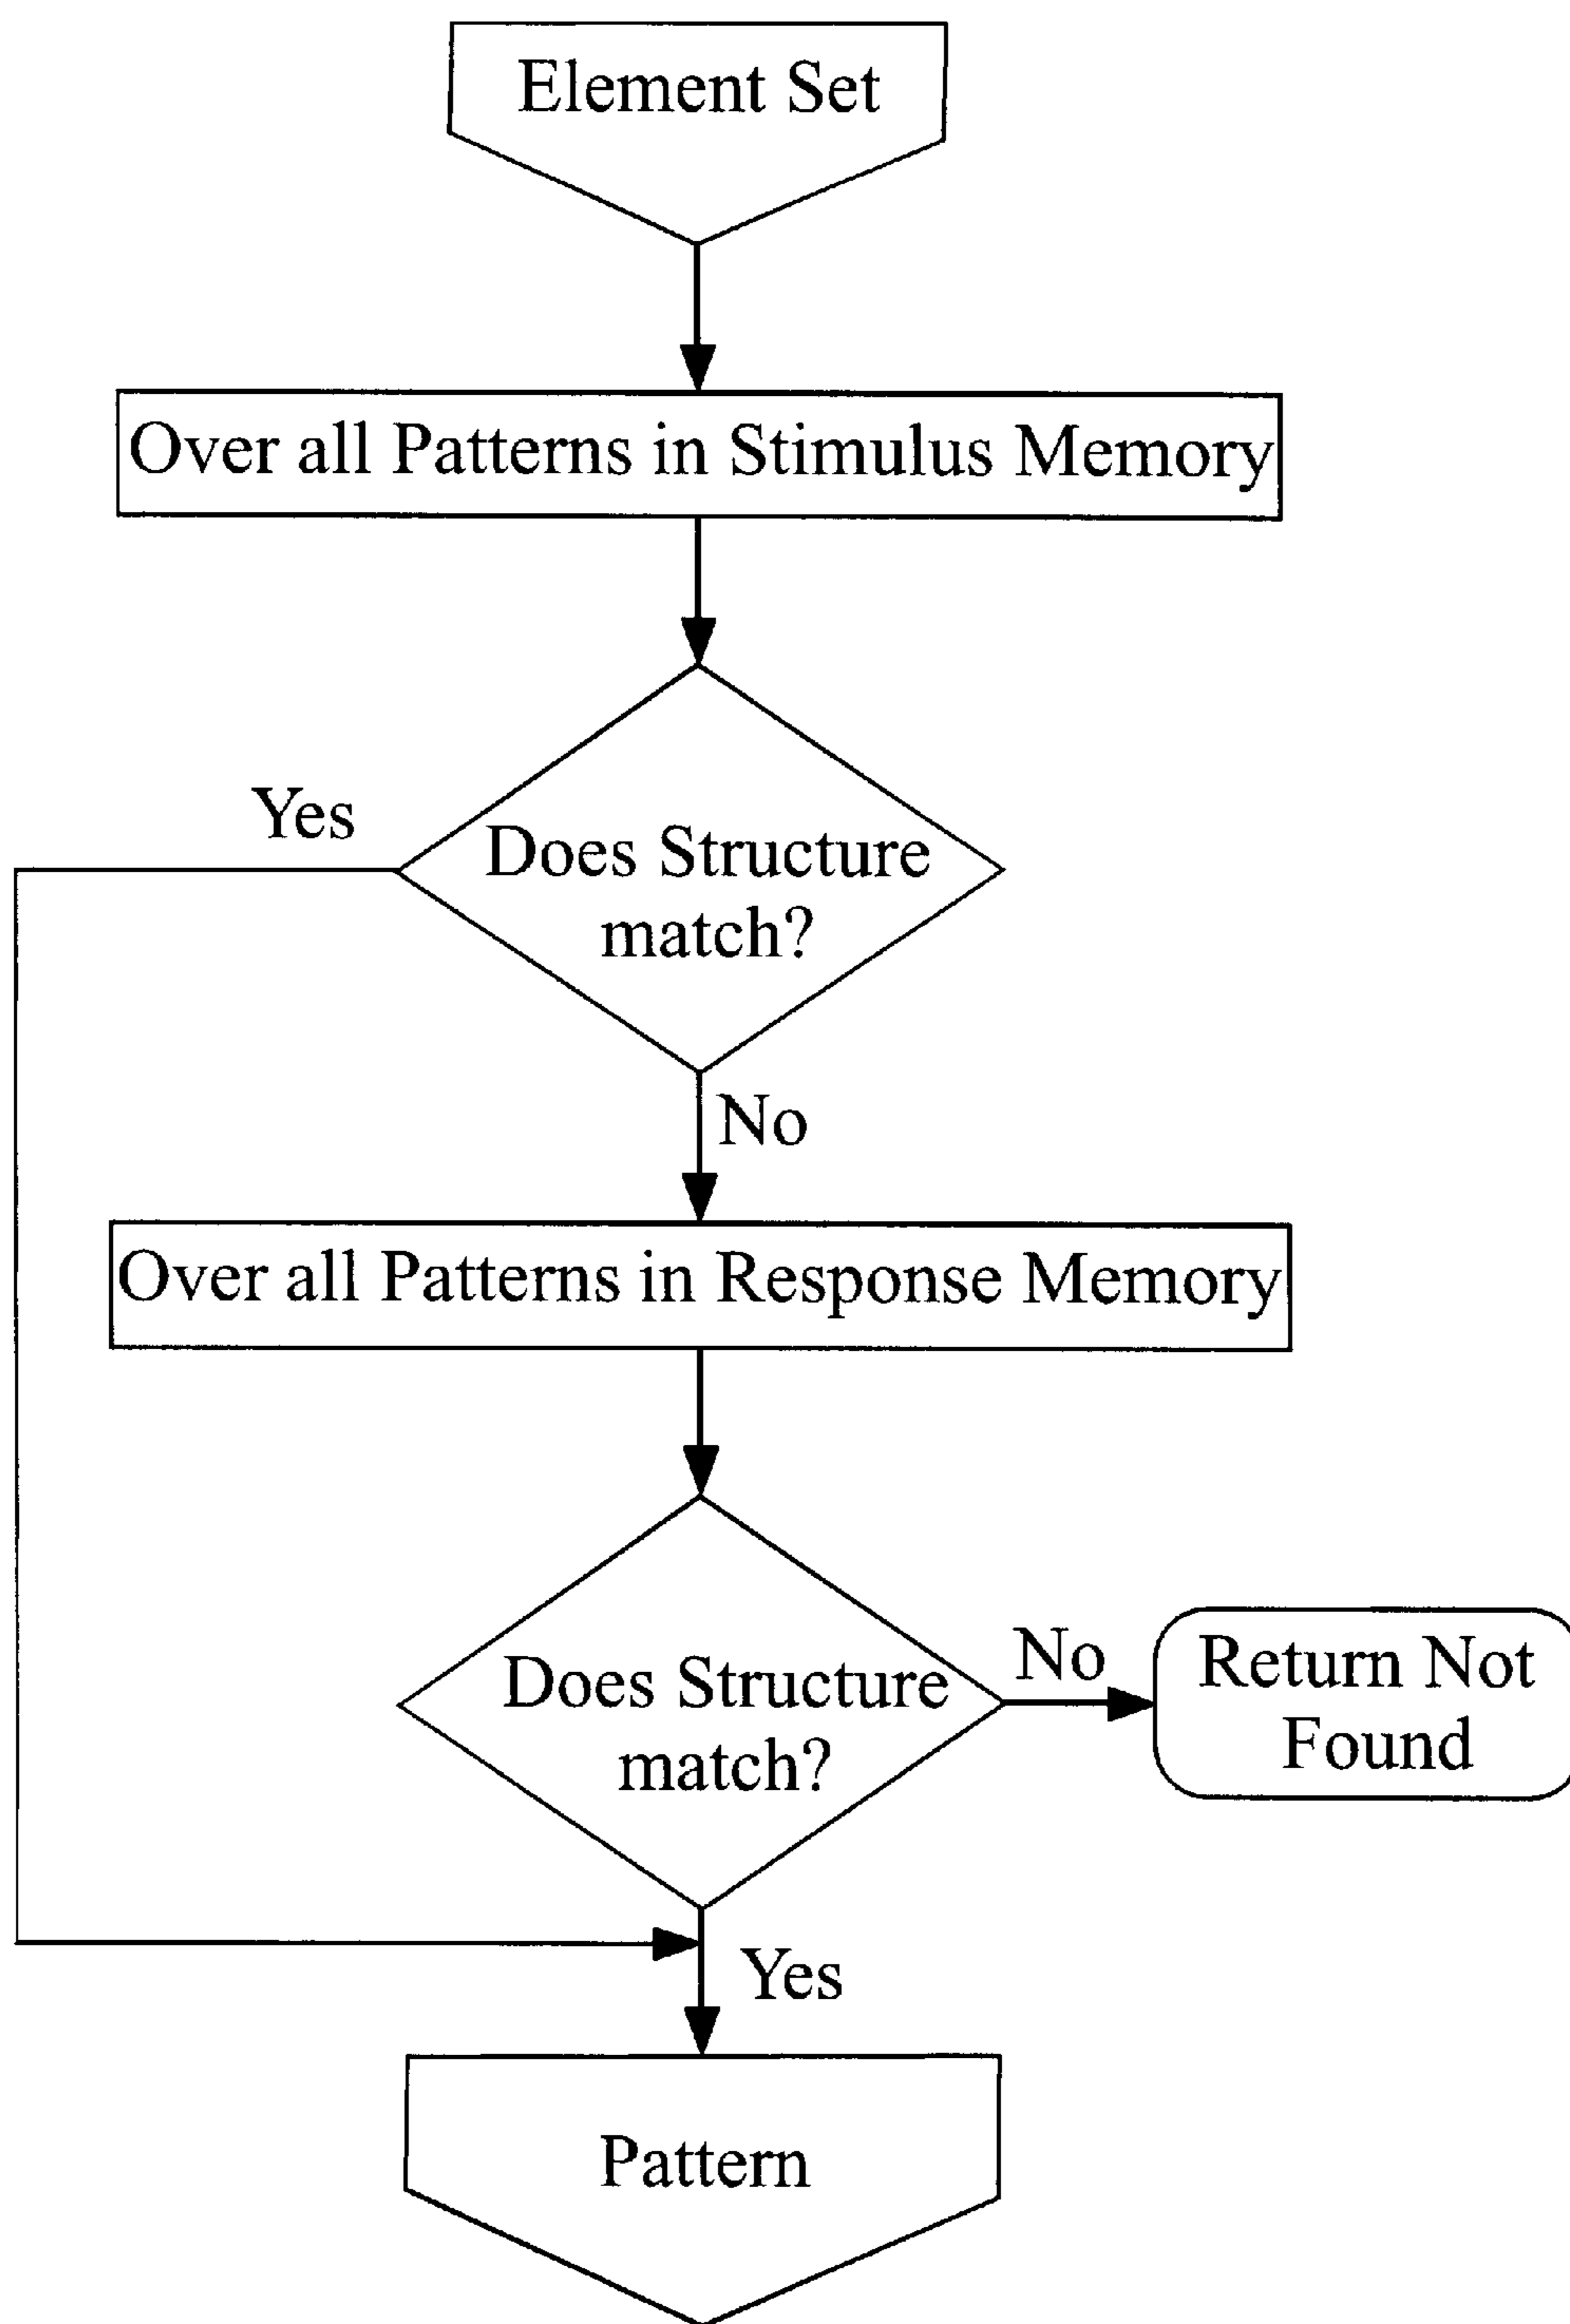 Element Set
Over all Patterns in Stimulus Memory
Yes
Does Structure
match?
No
Over all Patterns in Response Memory
Does Structure
match?
No
Return Not
Found
Yes
Pattern